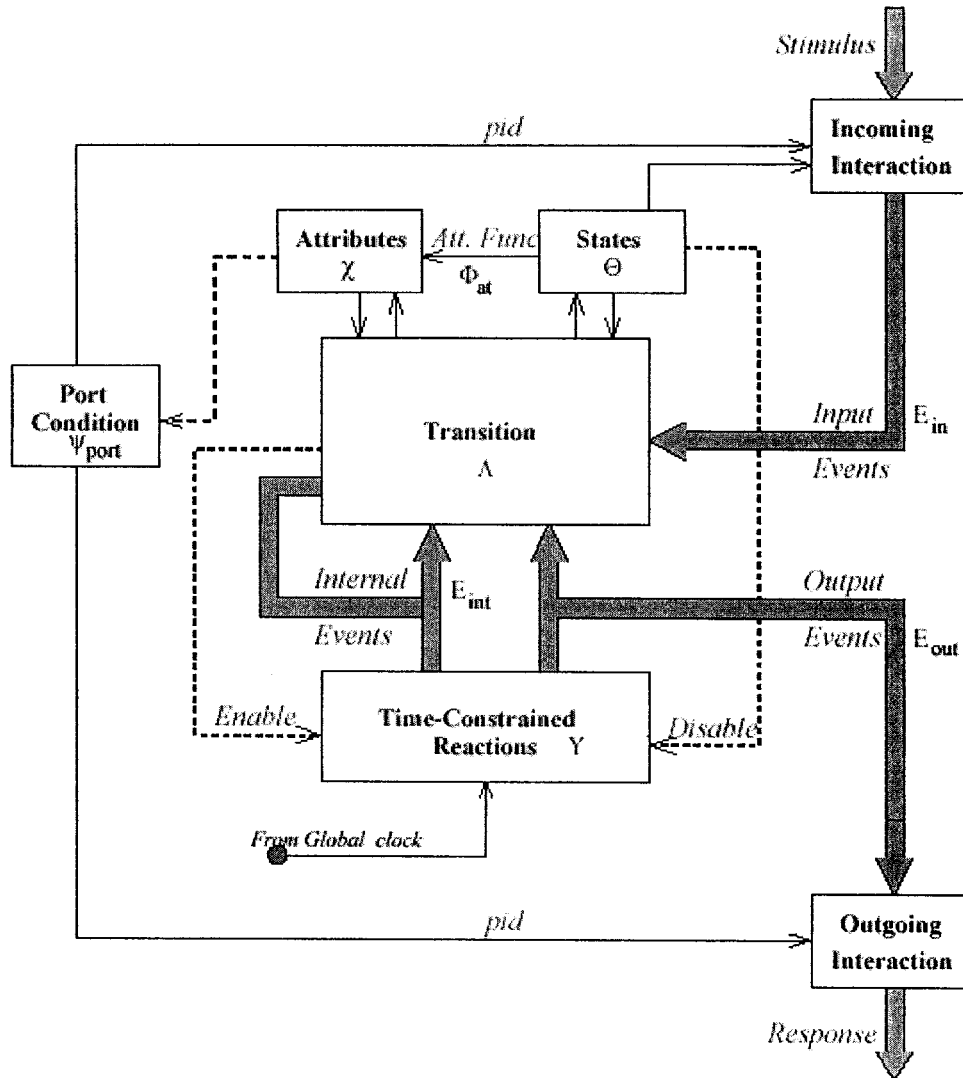 Stimulus
pid
Incoming
Interaction
Attributes
χ
Att. Func
Φat
States
Θ
Port
Condition
Ψport
Transition
Λ
Input
Events
Ein
Internal
Events
Eint
Output
Events
Eout
Enable
Time-Constrained
Reactions Υ
Disable
From Global clock
pid
Outgoing
Interaction
Response